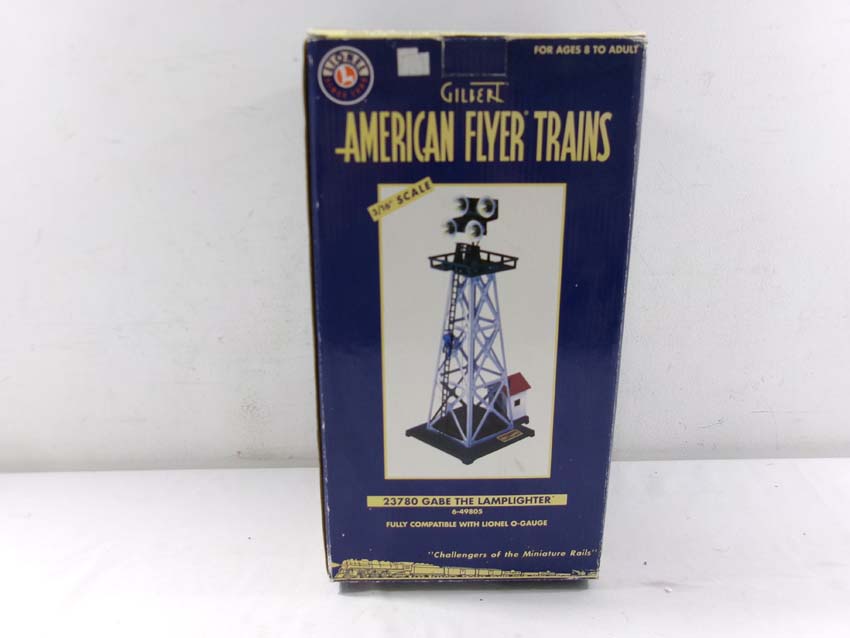 LIONEL
FOR AGES 8 TO ADULT
GILBERT
AMERICAN FLYER TRAINS
3/16" SCALE
23780 GABE THE LAMPLIGHTER
6-49805
FULLY COMPATIBLE WITH LIONEL O-GAUGE
"Challengers of the Miniature Rails"